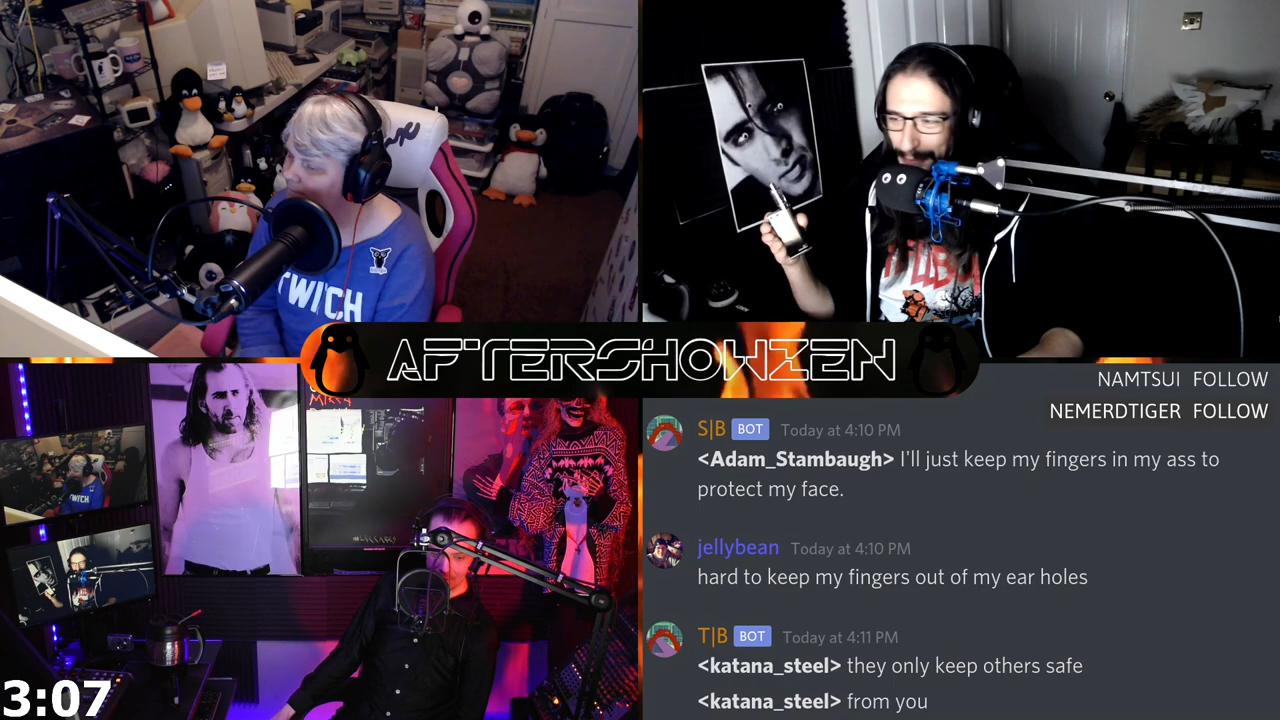 TWITCH
AFTERSHOWZEN
NAMTSUI FOLLOW
NEMERDTIGER FOLLOW
S|B BOT Today at 4:10 PM
<Adam_Stambaugh> I'll just keep my fingers in my ass to
protect my face.
jellybean Today at 4:10 PM
hard to keep my fingers out of my ear holes
T|B BOT Today at 4:11 PM
<katana_steel> they only keep others safe
<katana_steel> from you
TWITCH
3:07